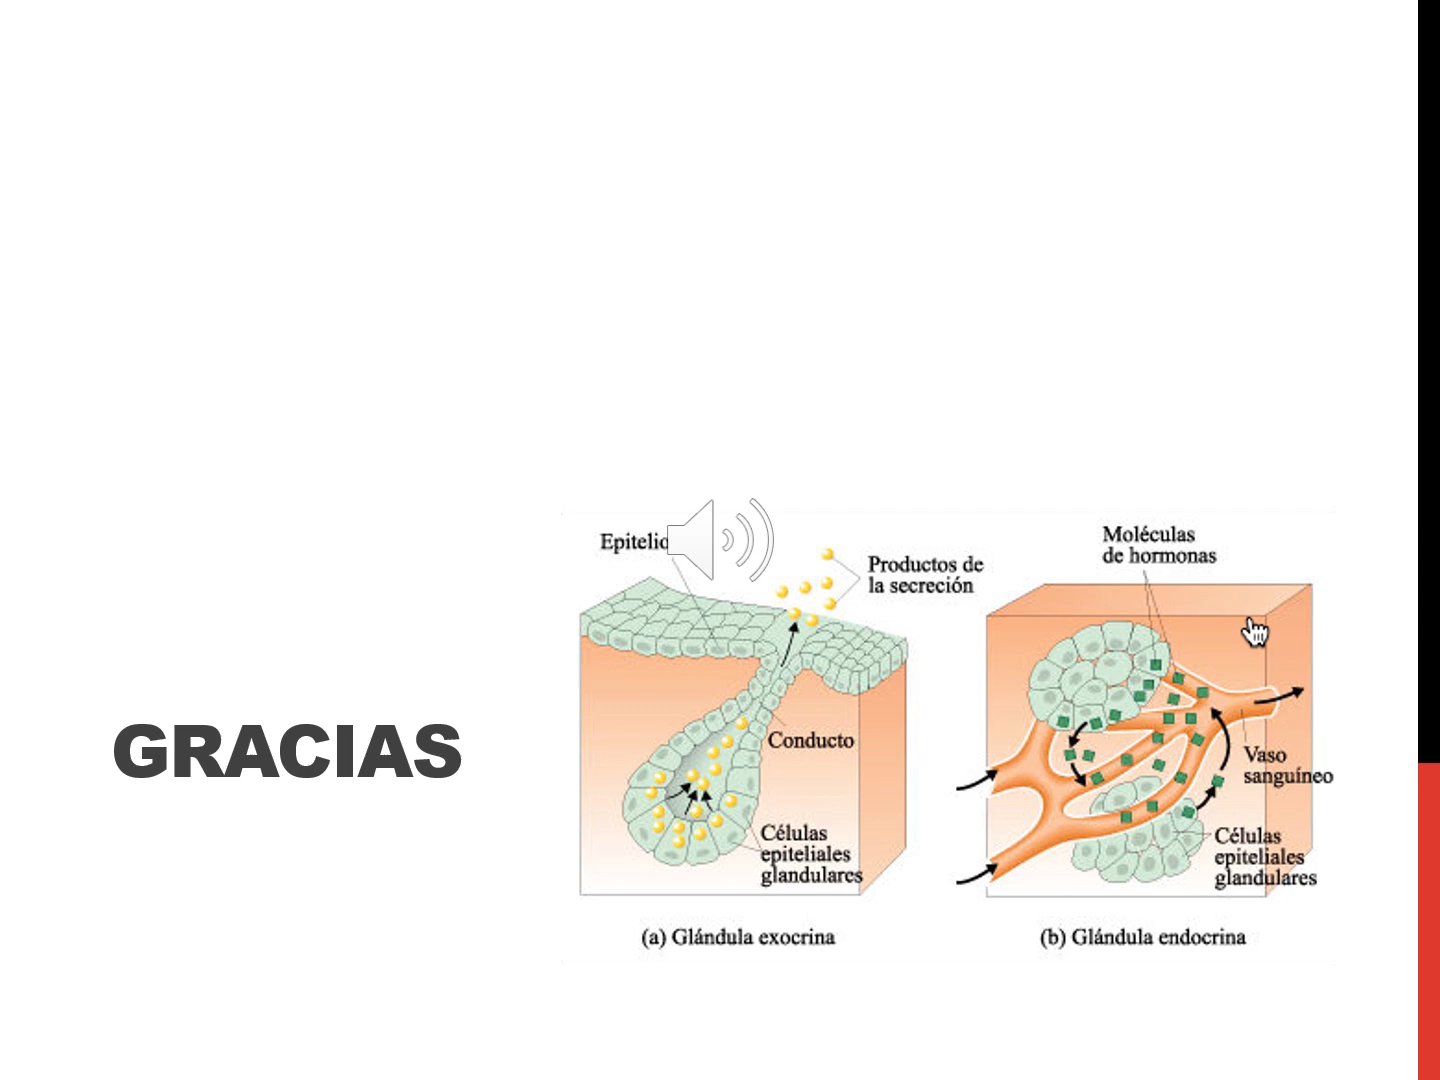 GRACIAS
Epitelio
Productos de
la secreción
Conducto
Células
epiteliales
glandulares
(a) Glándula exocrina
Moléculas
de hormonas
Vaso
sanguíneo
Células
epiteliales
glandulares
(b) Glándula endocrina